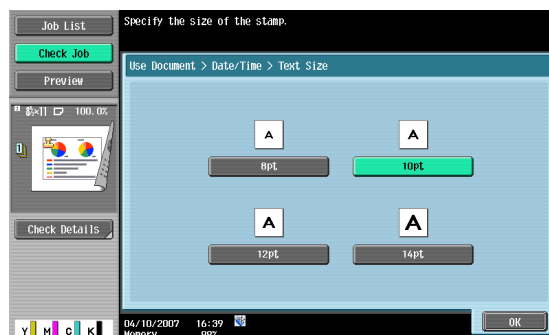 Job List
Check Job
Preview
100.0%
Check Details
Y M C K
Specify the size of the stamp.
Use Document > Date/Time > Text Size
A
8pt
A
10pt
A
12pt
A
14pt
04/10/2007 16:39
Memory 99%
OK